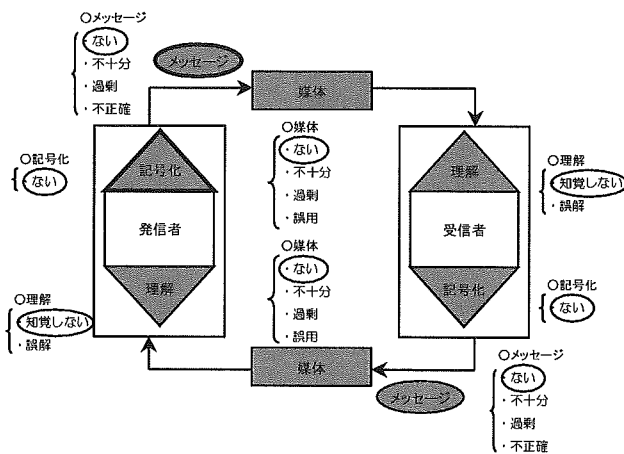 ○メッセージ
・ない
・不十分
・過剰
・不正確
メッセージ
媒体
○記号化
・ない
記号化
発信者
理解
○媒体
・ない
・不十分
・過剰
・誤用
○媒体
・ない
・不十分
・過剰
・誤用
理解
受信者
記号化
○理解
・知覚しない
・誤解
○記号化
・ない
○理解
・知覚しない
・誤解
媒体
メッセージ
○メッセージ
・ない
・不十分
・過剰
・不正確